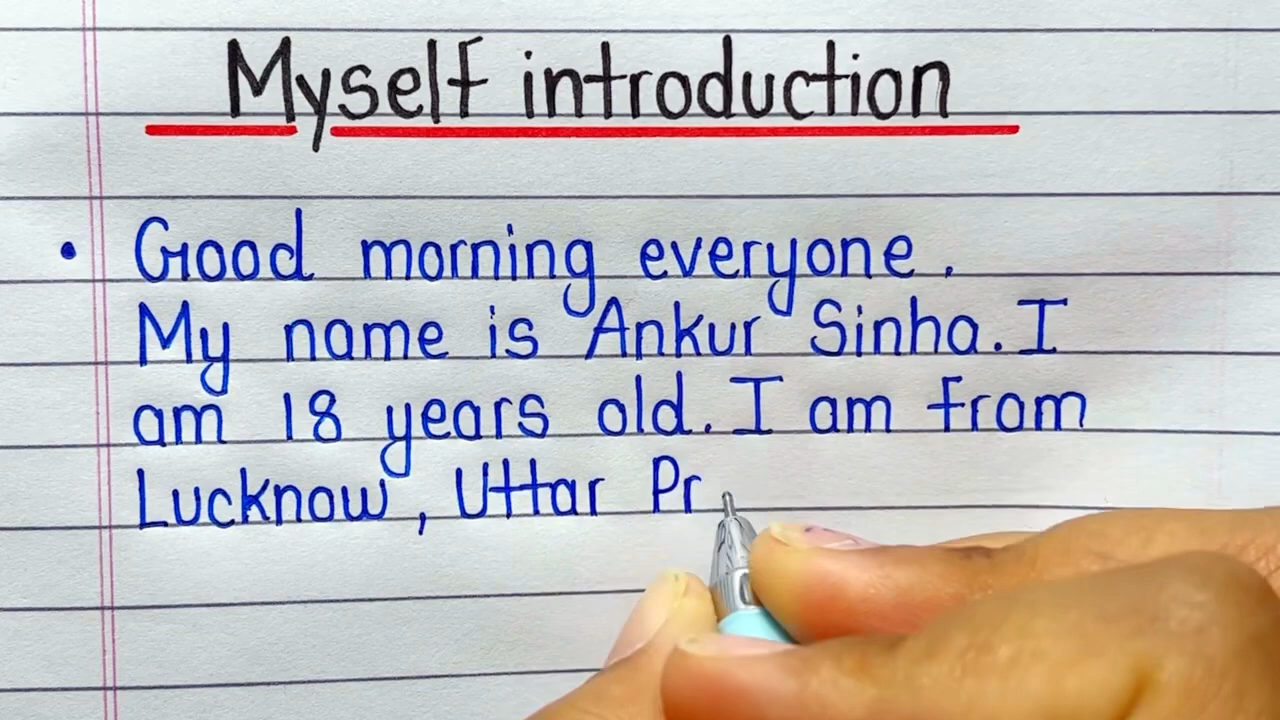 Myself introduction
• Good morning everyone.
My name is Ankur Sinha. I
am 18 years old. I am from
Lucknow, Uttar Pr